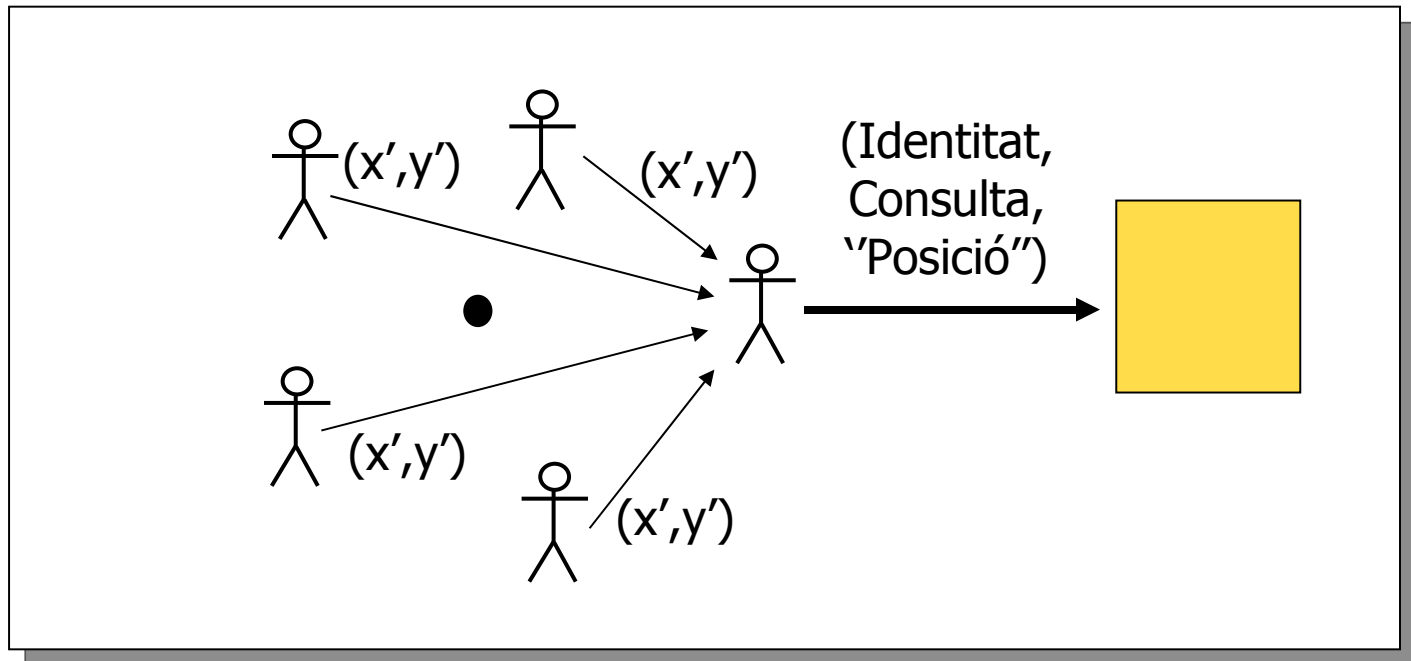 (x′,y′)
(x′,y′)
(Identitat,
Consulta,
‘’Posició’’)
(x′,y′)
(x′,y′)